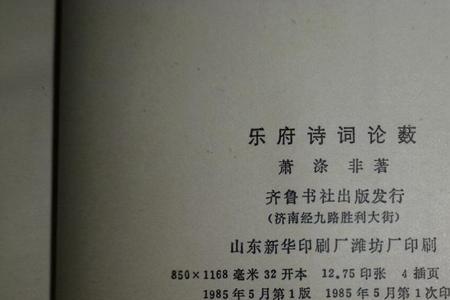 乐府诗词论薮
萧涤非著
齐鲁书社出版发行
(济南经九路胜利大街)
山东新华印刷厂潍坊厂印刷
850×1168毫米32开本 12.75印张 4插页
1985年5月第1版 1985年5月第1次印